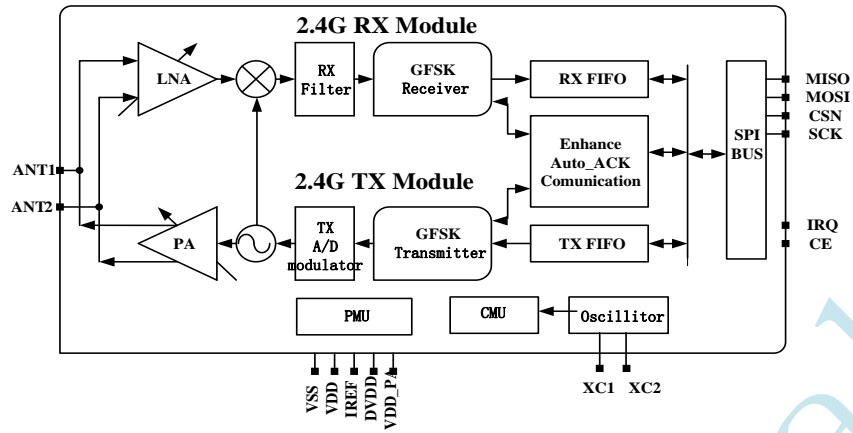 2.4G RX Module
LNA
RX
Filter
GFSK
Receiver
RX FIFO
MISO
MOSI
CSN
SCK
SPI
BUS
Enhance
Auto_ACK
Comunication
ANT1
ANT2
2.4G TX Module
PA
TX
A/D
modulator
GFSK
Transmitter
TX FIFO
IRQ
CE
PMU
CMU
Oscillitor
VSS
VDD
IREF
DVDD
VDD_PA
XC1
XC2